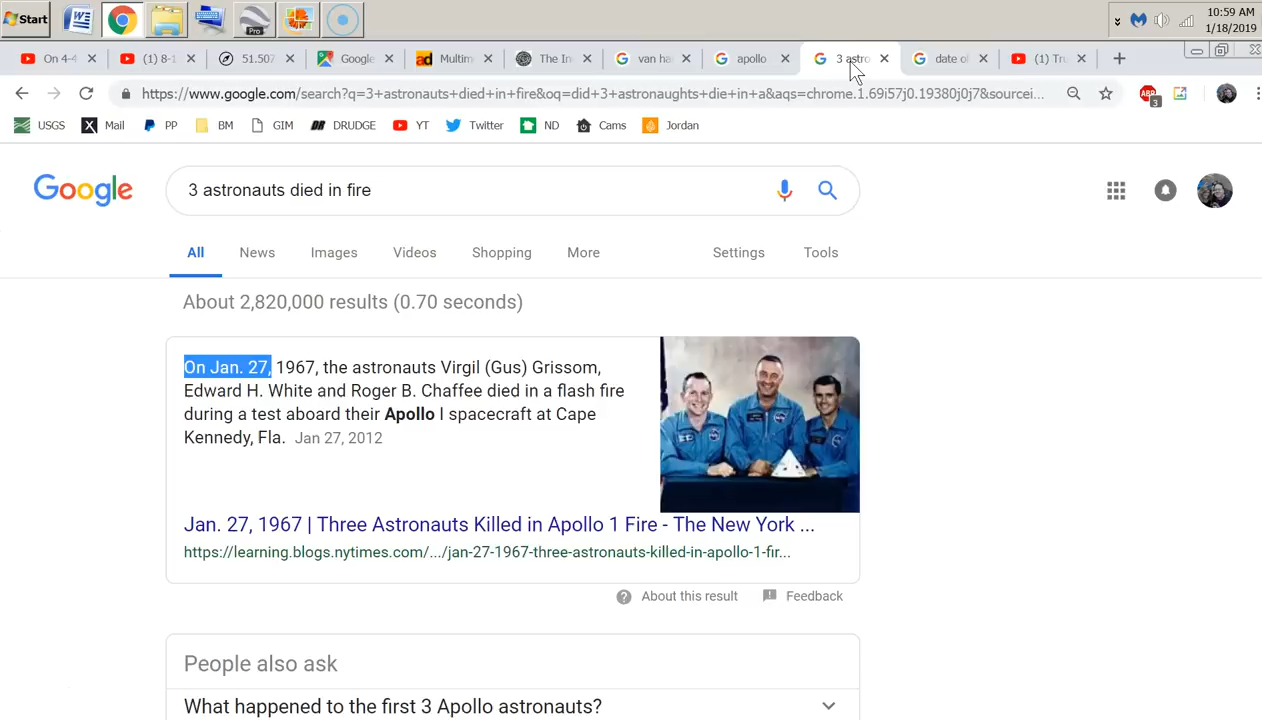 Start
Pro
10:59 AM
1/18/2019
On 4-4
(1) 8-1
51.507
Google
Multim
The In
van ha
apollo
3 astro
date of
(1) Tru
https://www.google.com/search?q=3+astronauts+died+in+fire&oq=did+3+astronaughts+die+in+a&aqs=chrome.1.69i57j0.19380j0j7&sourcei...
ABP
3
USGS
Mail
PP
BM
GIM
DRUDGE
YT
Twitter
ND
Cams
Jordan
Google
3 astronauts died in fire
All
News
Images
Videos
Shopping
More
Settings
Tools
About 2,820,000 results (0.70 seconds)
On Jan. 27, 1967, the astronauts Virgil (Gus) Grissom,
Edward H. White and Roger B. Chaffee died in a flash fire
during a test aboard their Apollo I spacecraft at Cape
Kennedy, Fla. Jan 27, 2012
Jan. 27, 1967 | Three Astronauts Killed in Apollo 1 Fire - The New York ...
https://learning.blogs.nytimes.com/.../jan-27-1967-three-astronauts-killed-in-apollo-1-fir...
About this result
Feedback
People also ask
What happened to the first 3 Apollo astronauts?